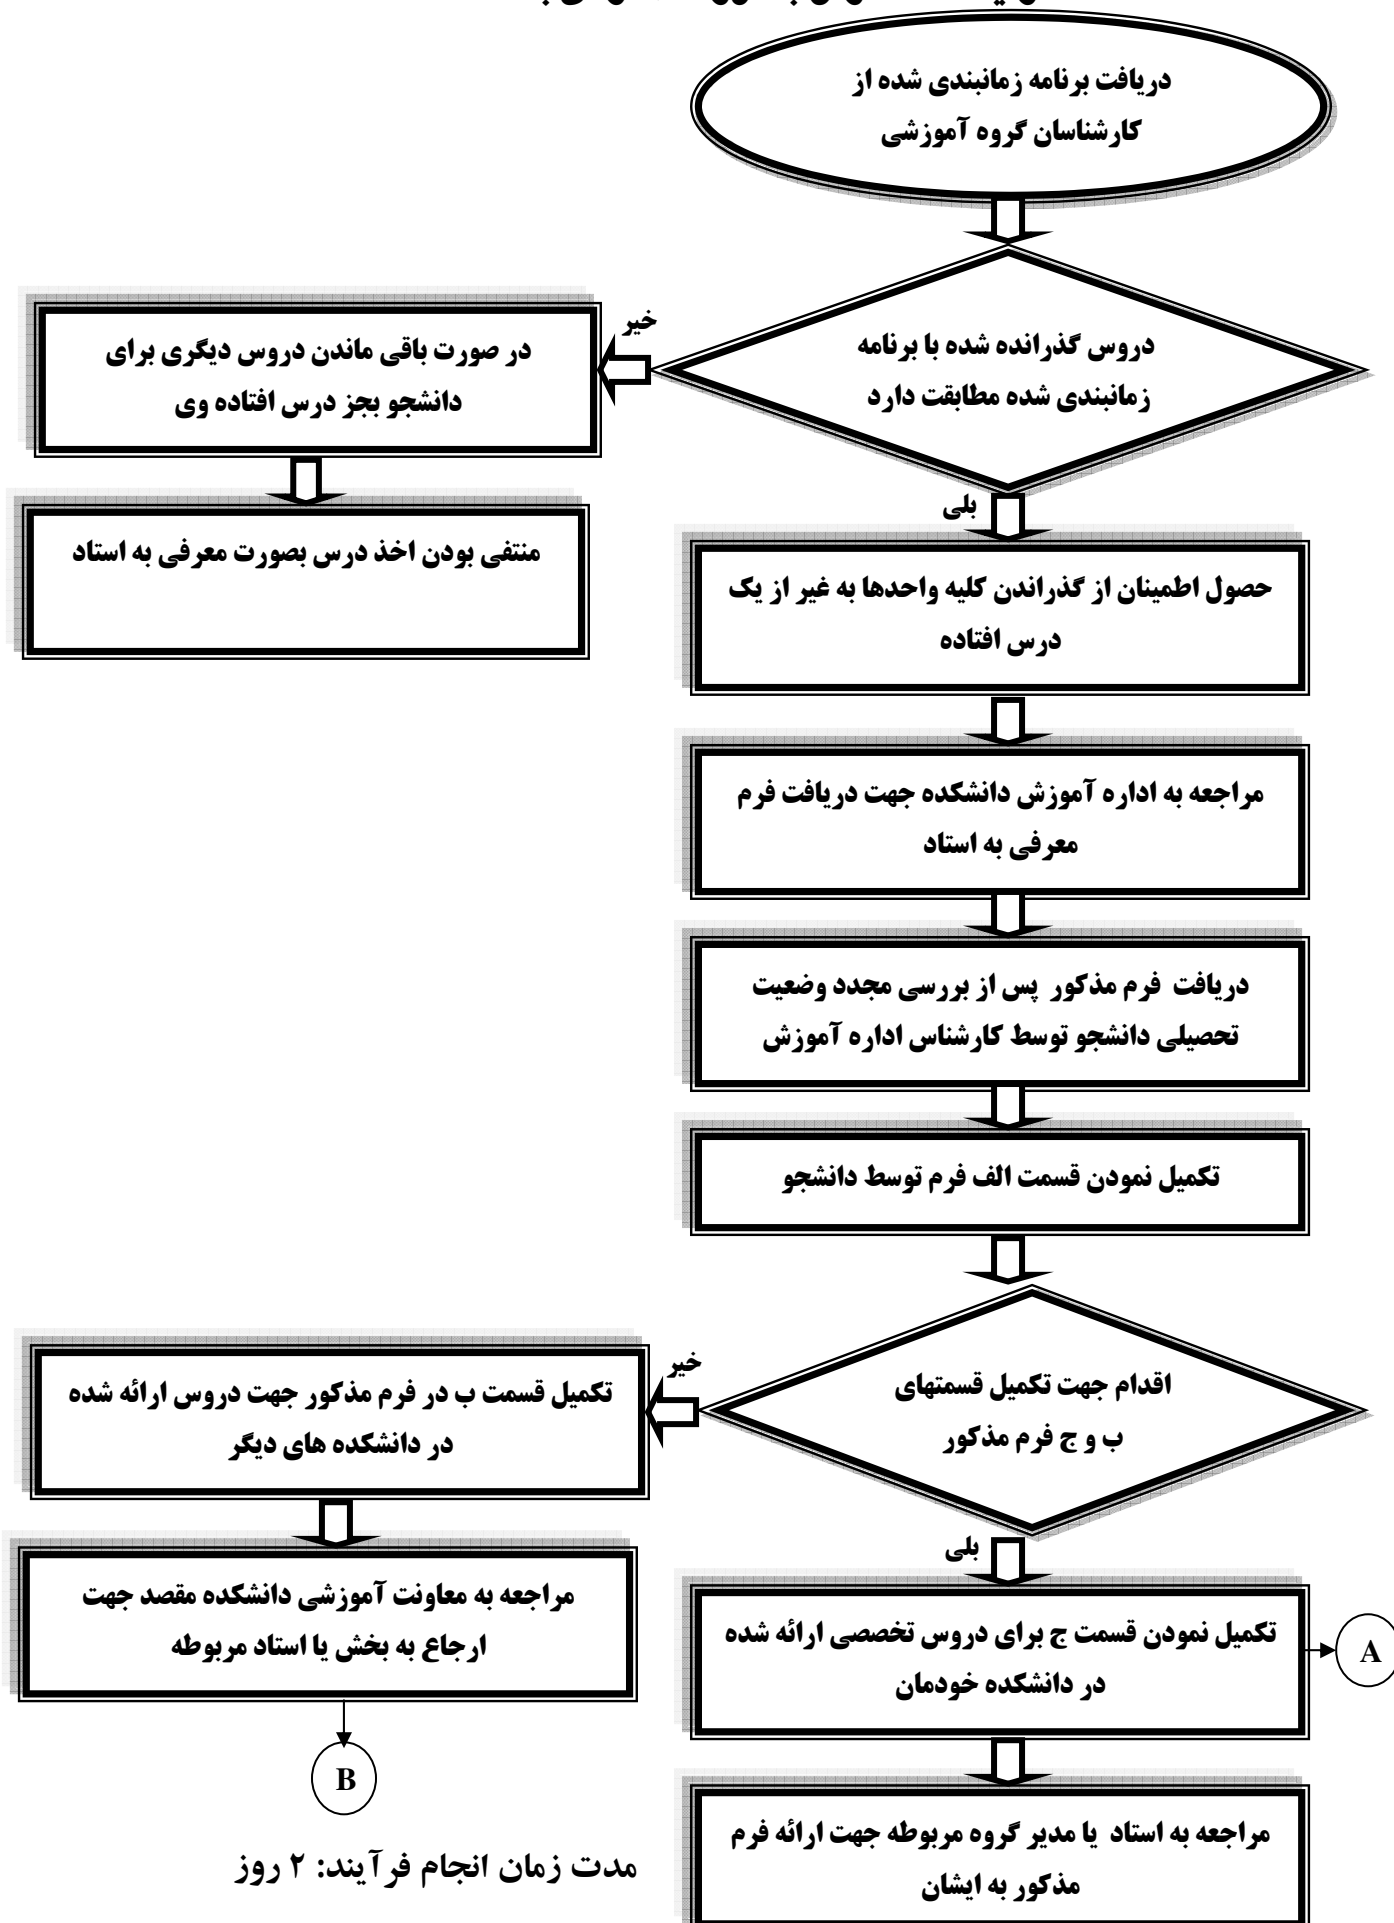 دریافت برنامه زمانبندی شده از
کارشناسان گروه آموزشی
دروس گذرانده شده با برنامه
زمانبندی شده مطابقت دارد
خیر
در صورت باقی ماندن دروس دیگری برای
دانشجو بجز درس افتاده وی
منتفی بودن اخذ درس بصورت معرفی به استاد
بلی
حصول اطمینان از گذراندن کلیه واحدها به غیر از یک
درس افتاده
مراجعه به اداره آموزش دانشکده جهت دریافت فرم
معرفی به استاد
دریافت فرم مذکور پس از بررسی مجدد وضعیت
تحصیلی دانشجو توسط کارشناس اداره آموزش
تکمیل نمودن قسمت الف فرم توسط دانشجو
اقدام جهت تکمیل قسمتهای
ب و ج فرم مذکور
خیر
تکمیل قسمت ب در فرم مذکور جهت دروس ارائه شده
در دانشکده های دیگر
مراجعه به معاونت آموزشی دانشکده مقصد جهت
ارجاع به بخش یا استاد مربوطه
B
بلی
تکمیل نمودن قسمت ج برای دروس تخصصی ارائه شده
در دانشکده خودمان
A
مراجعه به استاد یا مدیر گروه مربوطه جهت ارائه فرم
مذکور به ایشان
مدت زمان انجام فرآیند: ۲ روز